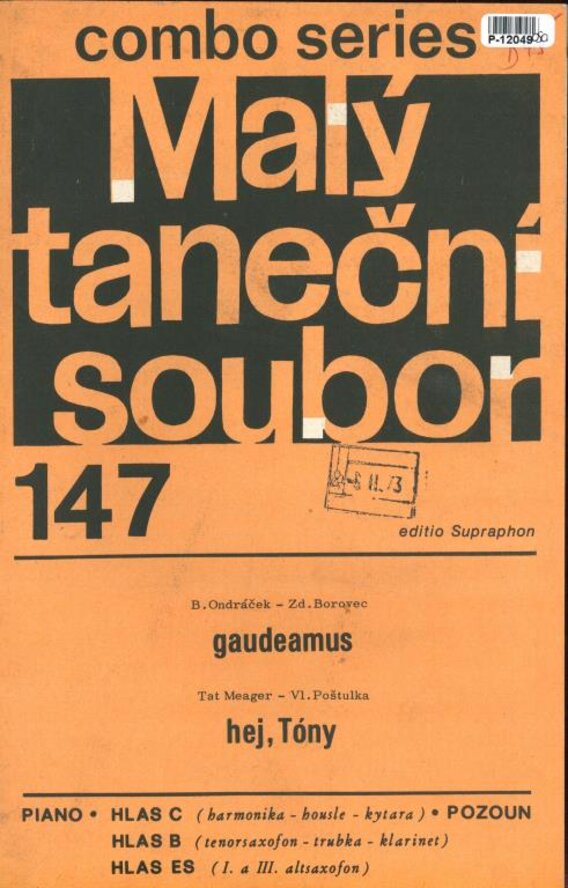 combo series
P-12049
Malý
taneční
soubor
147
editio Supraphon
B.Ondráček - Zd.Borovec
gaudeamus
Tat Meager - Vl.Poštulka
hej, Tóny
PIANO • HLAS C (harmonika - housle - kytara) • POZOUN
HLAS B (tenorsaxofon - trubka - klarinet)
HLAS ES (I. a III. altsaxofon)